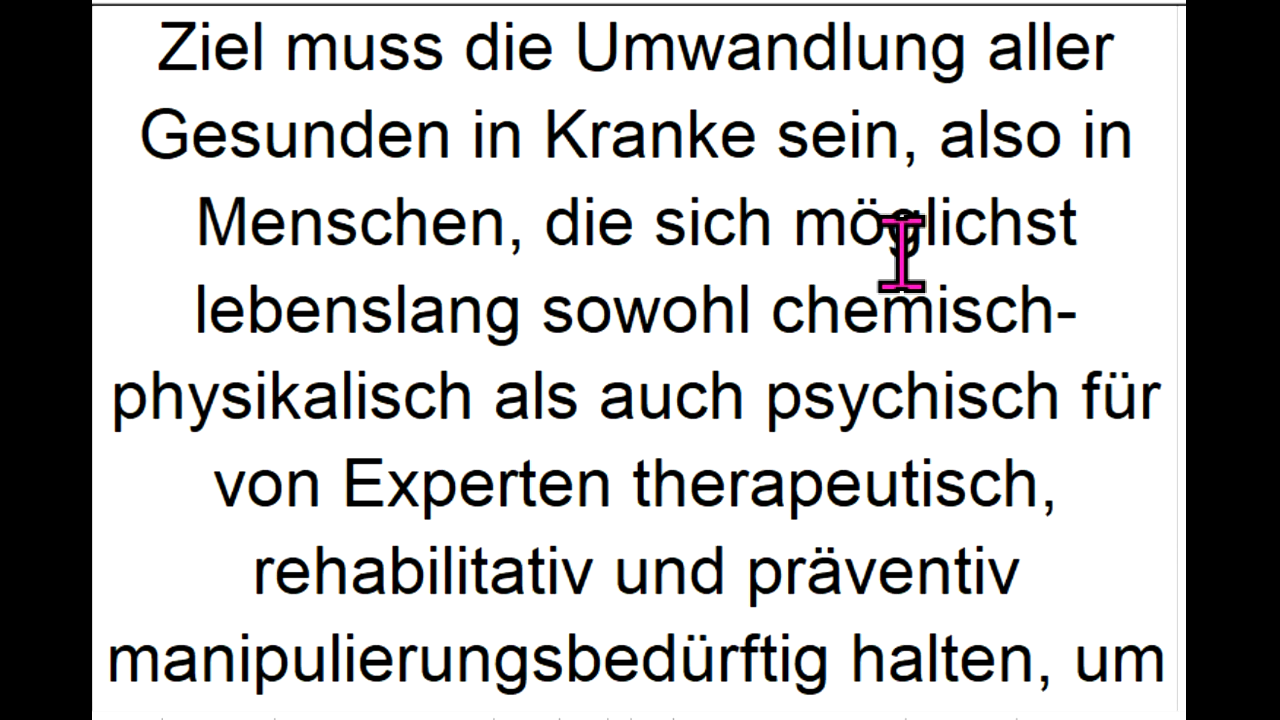 Ziel muss die Umwandlung aller
Gesunden in Kranke sein, also in
Menschen, die sich möglichst
lebenslang sowohl chemisch-
physikalisch als auch psychisch für
von Experten therapeutisch,
rehabilitativ und präventiv
manipulierungsbedürftig halten, um